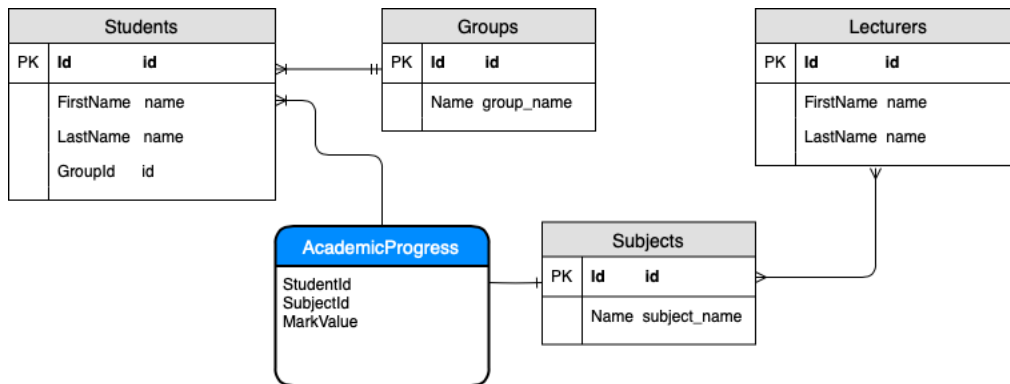 Students
PK Id id
FirstName name
LastName name
GroupId id
Groups
PK Id id
Name group_name
Lecturers
PK Id id
FirstName name
LastName name
AcademicProgress
StudentId
SubjectId
MarkValue
Subjects
PK Id id
Name subject_name